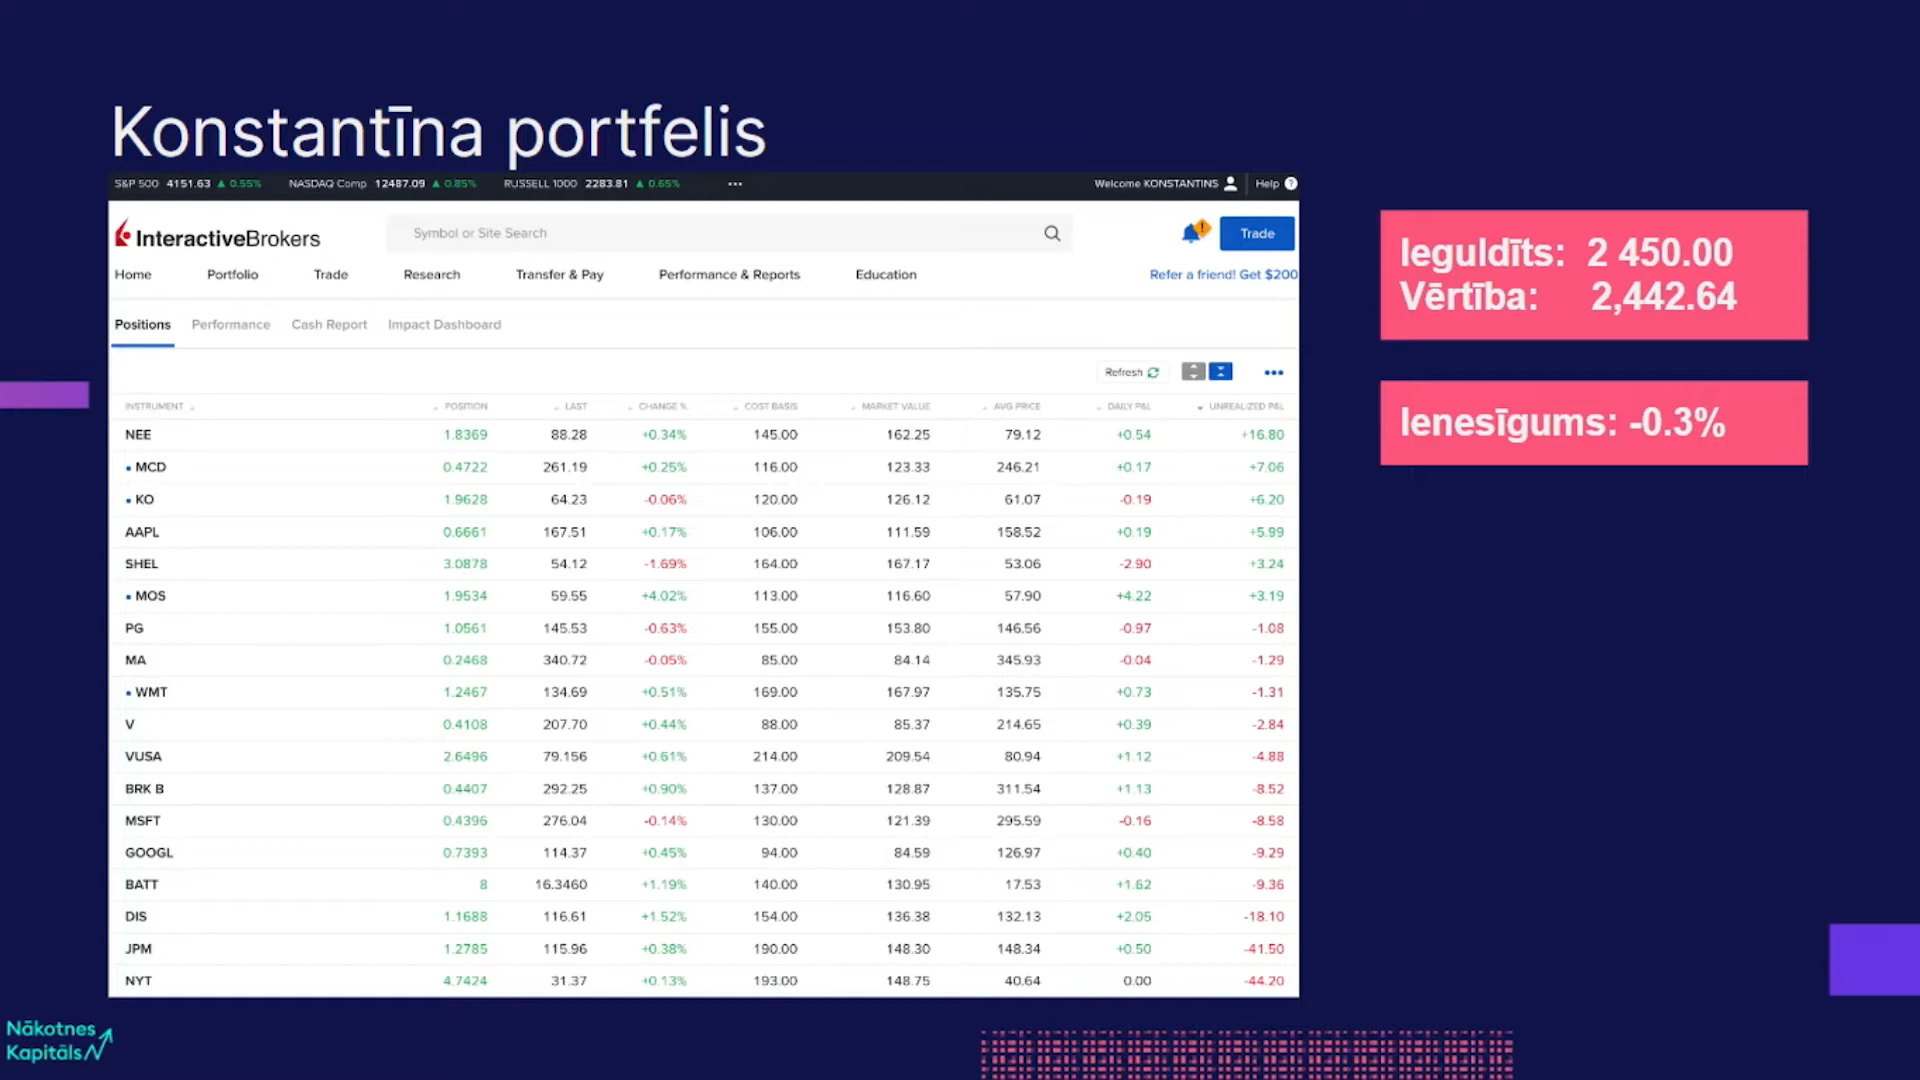 Konstantīna portfelis
S&P 500 4151.63 ▲ 0.55% NASDAQ Comp 12487.09 ▲ 0.85% RUSSELL 1000 2283.81 ▲ 0.65% ••• Welcome KONSTANTINS Help ?
InteractiveBrokers Symbol or Site Search Trade
Home Portfolio Trade Research Transfer & Pay Performance & Reports Education Refer a friend! Get $200
Positions Performance Cash Report Impact Dashboard
Refresh •••
INSTRUMENT POSITION LAST CHANGE % COST BASIS MARKET VALUE AVG PRICE DAILY P&L UNREALIZED P&L
NEE 1.8369 88.28 +0.34% 145.00 162.25 79.12 +0.54 +16.80
• MCD 0.4722 261.19 +0.25% 116.00 123.33 246.21 +0.17 +7.06
• KO 1.9628 64.23 -0.06% 120.00 126.12 61.07 -0.19 +6.20
AAPL 0.6661 167.51 +0.17% 106.00 111.59 158.52 +0.19 +5.99
SHEL 3.0878 54.12 -1.69% 164.00 167.17 53.06 -2.90 +3.24
• MOS 1.9534 59.55 +4.02% 113.00 116.60 57.90 +4.22 +3.19
PG 1.0561 145.53 -0.63% 155.00 153.80 146.56 -0.97 -1.08
MA 0.2468 340.72 -0.05% 85.00 84.14 345.93 -0.04 -1.29
• WMT 1.2467 134.69 +0.51% 169.00 167.97 135.75 +0.73 -1.31
V 0.4108 207.70 +0.44% 88.00 85.37 214.65 +0.39 -2.84
VUSA 2.6496 79.156 +0.61% 214.00 209.54 80.94 +1.12 -4.88
BRK B 0.4407 292.25 +0.90% 137.00 128.87 311.54 +1.13 -8.52
MSFT 0.4396 276.04 -0.14% 130.00 121.39 295.59 -0.16 -8.58
GOOGL 0.7393 114.37 +0.45% 94.00 84.59 126.97 +0.40 -9.29
BATT 8 16.3460 +1.19% 140.00 130.95 17.53 +1.62 -9.36
DIS 1.1688 116.61 +1.52% 154.00 136.38 132.13 +2.05 -18.10
JPM 1.2785 115.96 +0.38% 190.00 148.30 148.34 +0.50 -41.50
NYT 4.7424 31.37 +0.13% 193.00 148.75 40.64 0.00 -44.20
Ieguldīts: 2 450.00
Vērtība: 2,442.64
Ienesīgums: -0.3%
Nākotnes
Kapitāls